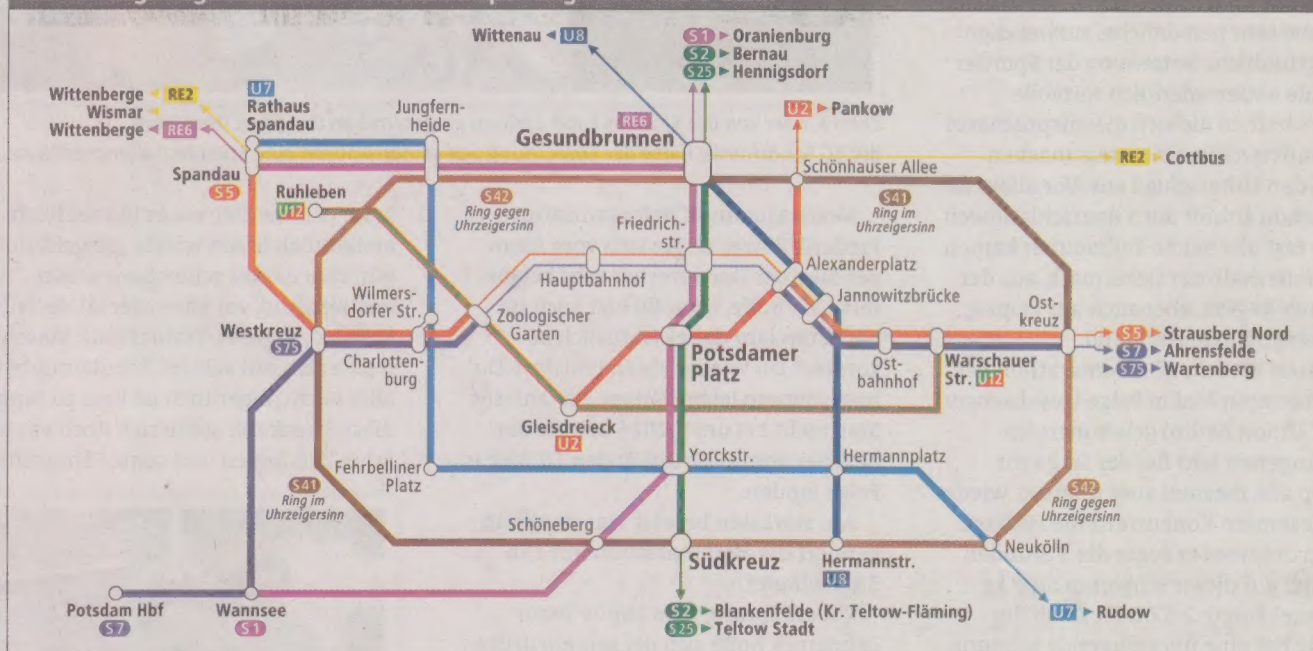 Wittenau ◄ U8
S1 ► Oranienburg
S2 ► Bernau
S25 ► Hennigsdorf
Wittenberge ◄ RE2
Wismar ◄
Wittenberge ◄ RE6
U7
Rathaus
Spandau
Jungfern-
heide
RE6
Gesundbrunnen
U2 ► Pankow
Schönhauser Allee
RE2 ► Cottbus
Spandau
S5
Ruhleben
U12
S42
Ring gegen
Uhrzeigersinn
S41
Ring im
Uhrzeigersinn
Friedrich-
str.
Hauptbahnhof
Alexanderplatz
Jannowitzbrücke
Wilmers-
dorfer Str.
Zoologischer
Garten
Ost-
kreuz
Westkreuz
S75
Charlotten-
burg
Potsdamer
Platz
Ost-
bahnhof
Warschauer
Str. U12
S5 ► Strausberg Nord
S7 ► Ahrensfelde
S75 ► Wartenberg
Gleisdreieck
U2
Fehrbelliner
Platz
Yorckstr.
Hermannplatz
S41
Ring im
Uhrzeigersinn
S42
Ring gegen
Uhrzeigersinn
Schöneberg
Südkreuz
Hermannstr.
U8
Neukölln
Potsdam Hbf
S7
Wannsee
S1
S2 ► Blankenfelde (Kr. Teltow-Fläming)
S25 ► Teltow Stadt
U7 ► Rudow